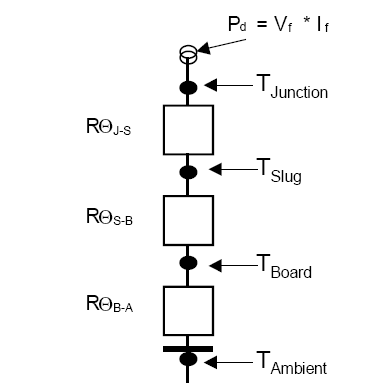 Pd = Vf * If
TJunction
RΘJ-S
TSlug
RΘS-B
TBoard
RΘB-A
TAmbient